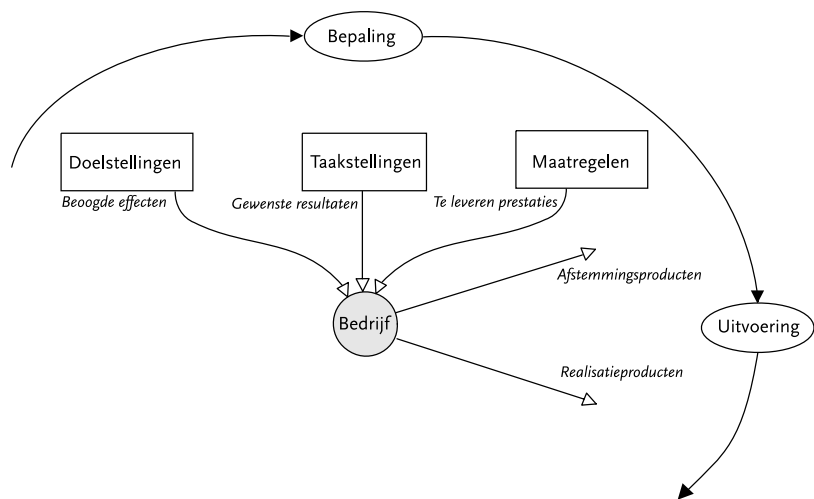 Bepaling
Doelstellingen
Taakstellingen
Maatregelen
Beoogde effecten
Gewenste resultaten
Te leveren prestaties
Afstemmingsproducten
Bedrijf
Uitvoering
Realisatieproducten